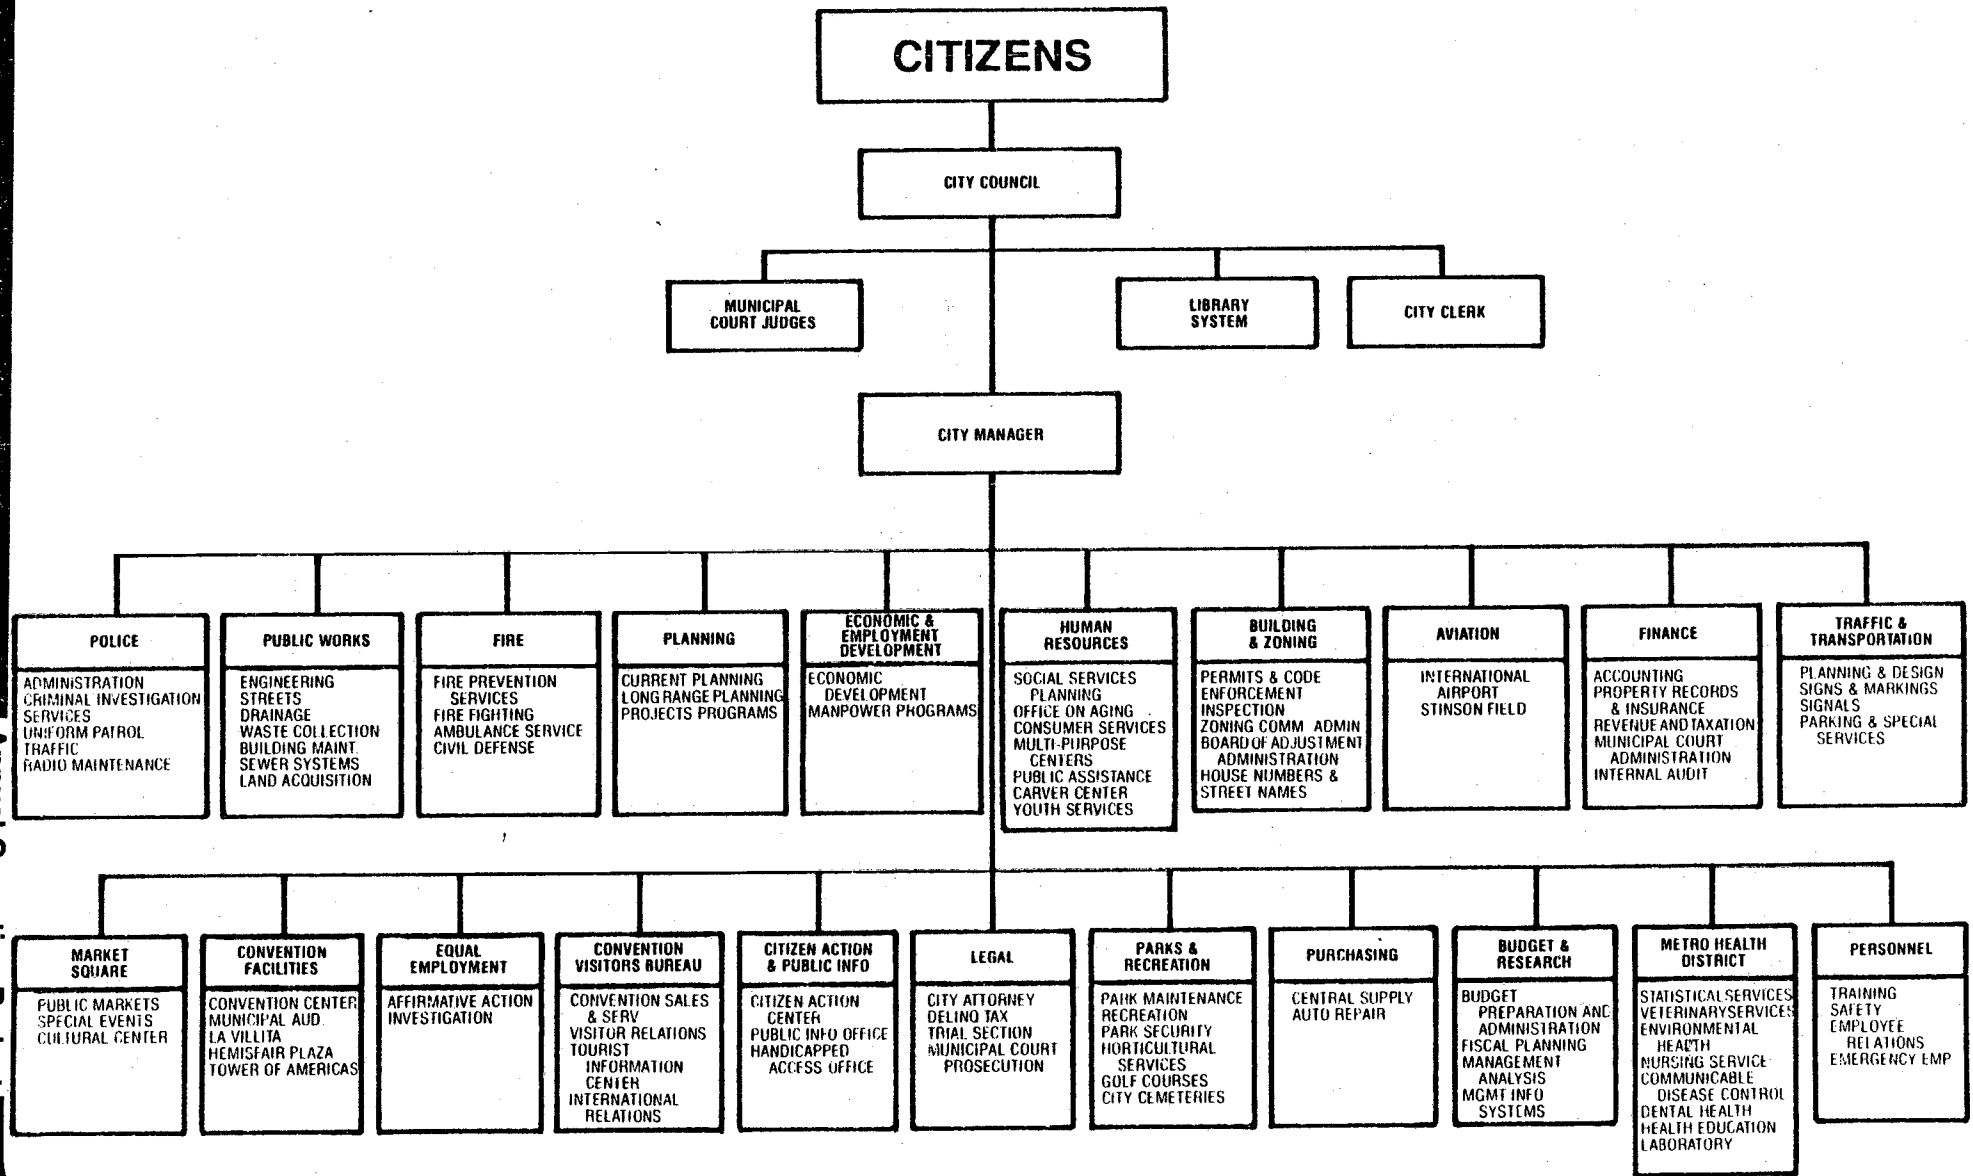 CITIZENS
CITY COUNCIL
MUNICIPAL
COURT JUDGES
LIBRARY
SYSTEM
CITY CLERK
CITY MANAGER
POLICE
ADMINISTRATION
CRIMINAL INVESTIGATION
SERVICES
UNIFORM PATROL
TRAFFIC
RADIO MAINTENANCE
PUBLIC WORKS
ENGINEERING
STREETS
DRAINAGE
WASTE COLLECTION
BUILDING MAINT.
SEWER SYSTEMS
LAND ACQUISITION
FIRE
FIRE PREVENTION
SERVICES
FIRE FIGHTING
AMBULANCE SERVICE
CIVIL DEFENSE
PLANNING
CURRENT PLANNING
LONG RANGE PLANNING
PROJECTS PROGRAMS
ECONOMIC &
EMPLOYMENT
DEVELOPMENT
ECONOMIC
DEVELOPMENT
MANPOWER PROGRAMS
HUMAN
RESOURCES
SOCIAL SERVICES
PLANNING
OFFICE ON AGING
CONSUMER SERVICES
MULTI-PURPOSE
CENTERS
PUBLIC ASSISTANCE
CARVER CENTER
YOUTH SERVICES
BUILDING
& ZONING
PERMITS & CODE
ENFORCEMENT
INSPECTION
ZONING COMM ADMIN
BOARD OF ADJUSTMENT
ADMINISTRATION
HOUSE NUMBERS &
STREET NAMES
AVIATION
INTERNATIONAL
AIRPORT
STINSON FIELD
FINANCE
ACCOUNTING
PROPERTY RECORDS
& INSURANCE
REVENUE AND TAXATION
MUNICIPAL COURT
ADMINISTRATION
INTERNAL AUDIT
TRAFFIC &
TRANSPORTATION
PLANNING & DESIGN
SIGNS & MARKINGS
SIGNALS
PARKING & SPECIAL
SERVICES
MARKET
SQUARE
PUBLIC MARKETS
SPECIAL EVENTS
CULTURAL CENTER
CONVENTION
FACILITIES
CONVENTION CENTER
MUNICIPAL AUD
LA VILLITA
HEMISFAIR PLAZA
TOWER OF AMERICAS
EQUAL
EMPLOYMENT
AFFIRMATIVE ACTION
INVESTIGATION
CONVENTION
VISITORS BUREAU
CONVENTION SALES
& SERV
VISITOR RELATIONS
TOURIST
INFORMATION
CENTER
INTERNATIONAL
RELATIONS
CITIZEN ACTION
& PUBLIC INFO
CITIZEN ACTION
CENTER
PUBLIC INFO OFFICE
HANDICAPPED
ACCESS OFFICE
LEGAL
CITY ATTORNEY
DELINQ TAX
TRIAL SECTION
MUNICIPAL COURT
PROSECUTION
PARKS &
RECREATION
PARK MAINTENANCE
RECREATION
PARK SECURITY
HORTICULTURAL
SERVICES
GOLF COURSES
CITY CEMETERIES
PURCHASING
CENTRAL SUPPLY
AUTO REPAIR
BUDGET &
RESEARCH
BUDGET
PREPARATION AND
ADMINISTRATION
FISCAL PLANNING
MANAGEMENT
ANALYSIS
MGMT INFO
SYSTEMS
METRO HEALTH
DISTRICT
STATISTICAL SERVICES
VETERINARY SERVICES
ENVIRONMENTAL
HEALTH
NURSING SERVICE
COMMUNICABLE
DISEASE CONTROL
DENTAL HEALTH
HEALTH EDUCATION
LABORATORY
PERSONNEL
TRAINING
SAFETY
EMPLOYEE
RELATIONS
EMERGENCY EMP